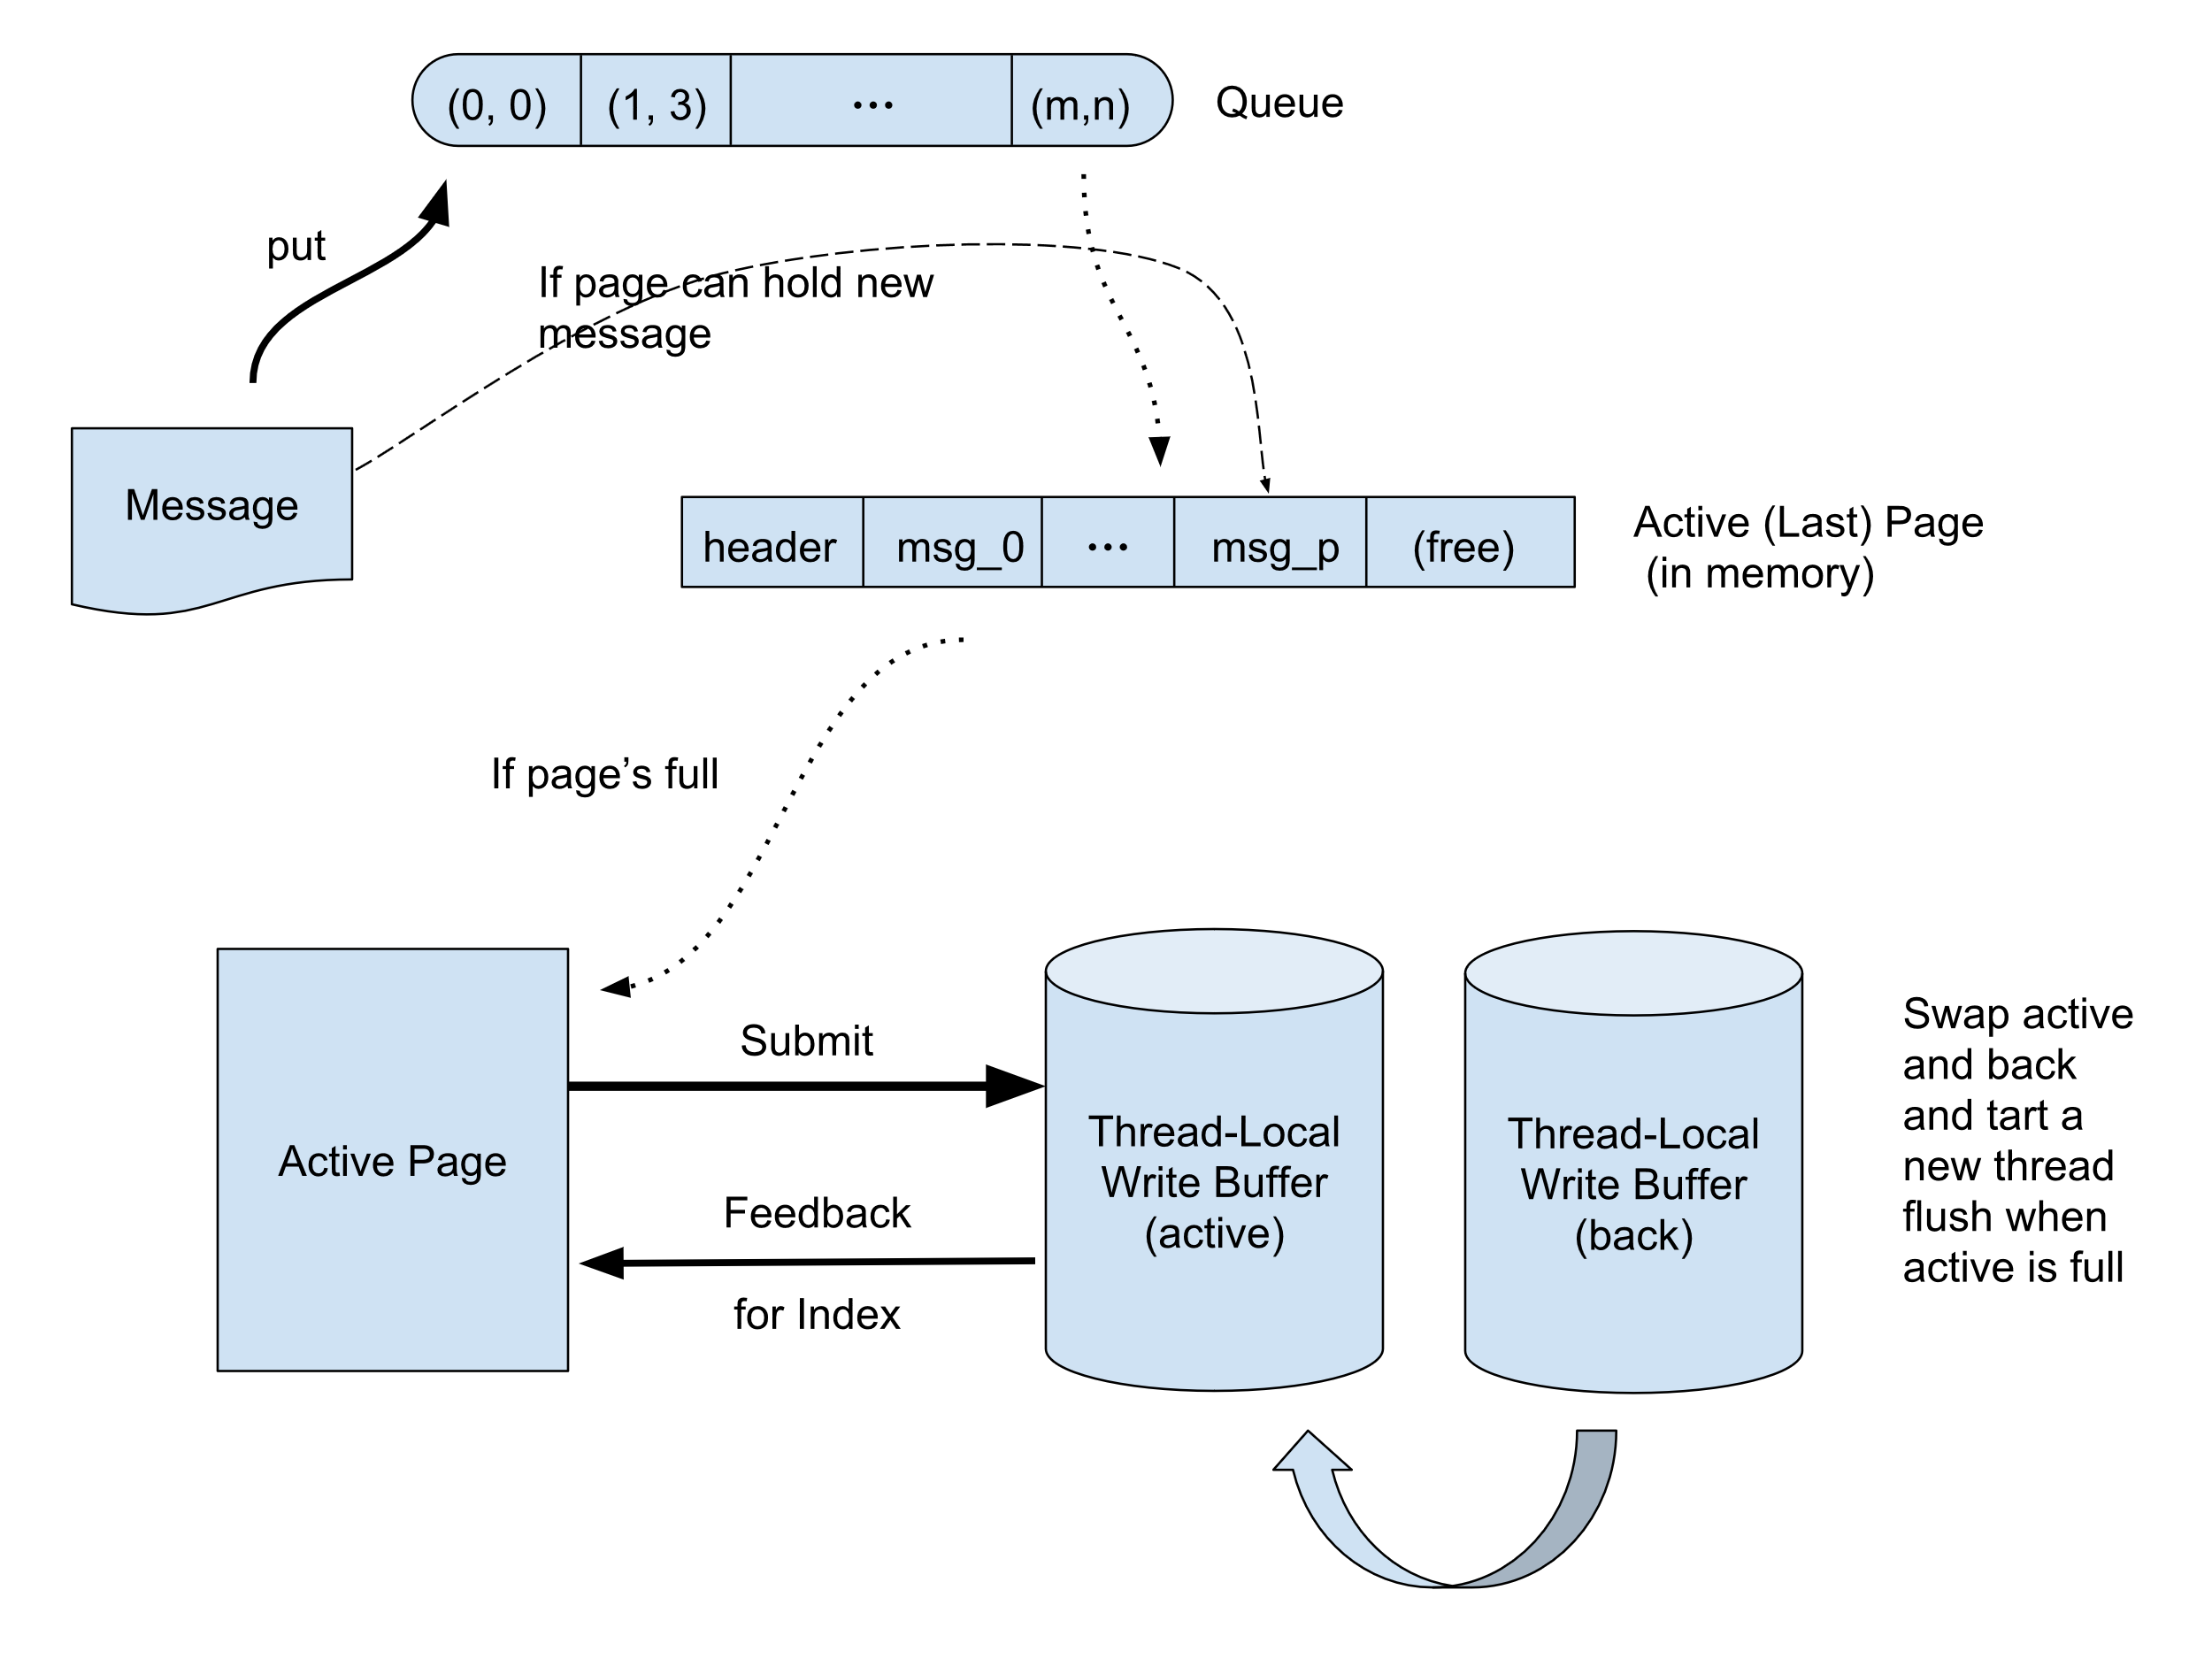 (0, 0) (1, 3) ••• (m,n) Queue
put
If page can hold new
message
Message
header msg_0 ••• msg_p (free)
Active (Last) Page
(in memory)
If page’s full
Active Page
Submit
Feedback
for Index
Thread-Local
Write Buffer
(active)
Thread-Local
Write Buffer
(back)
Swap active
and back
and tart a
new thread
flush when
active is full